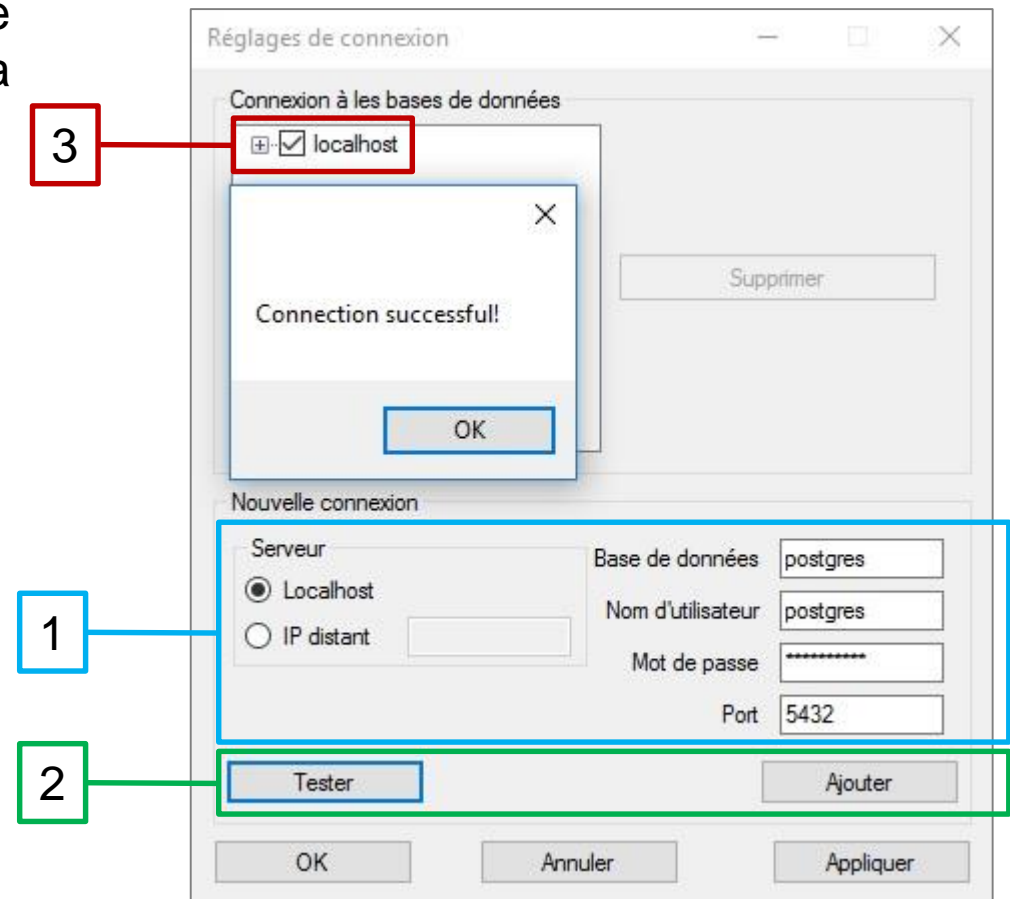 e
a
Réglages de connexion
Connexion à les bases de données
3
localhost
Supprimer
Connection successful!
OK
Nouvelle connexion
Serveur
Base de données postgres
Localhost
Nom d'utilisateur postgres
1
IP distant
Mot de passe **********
Port 5432
2
Tester Ajouter
OK Annuler Appliquer